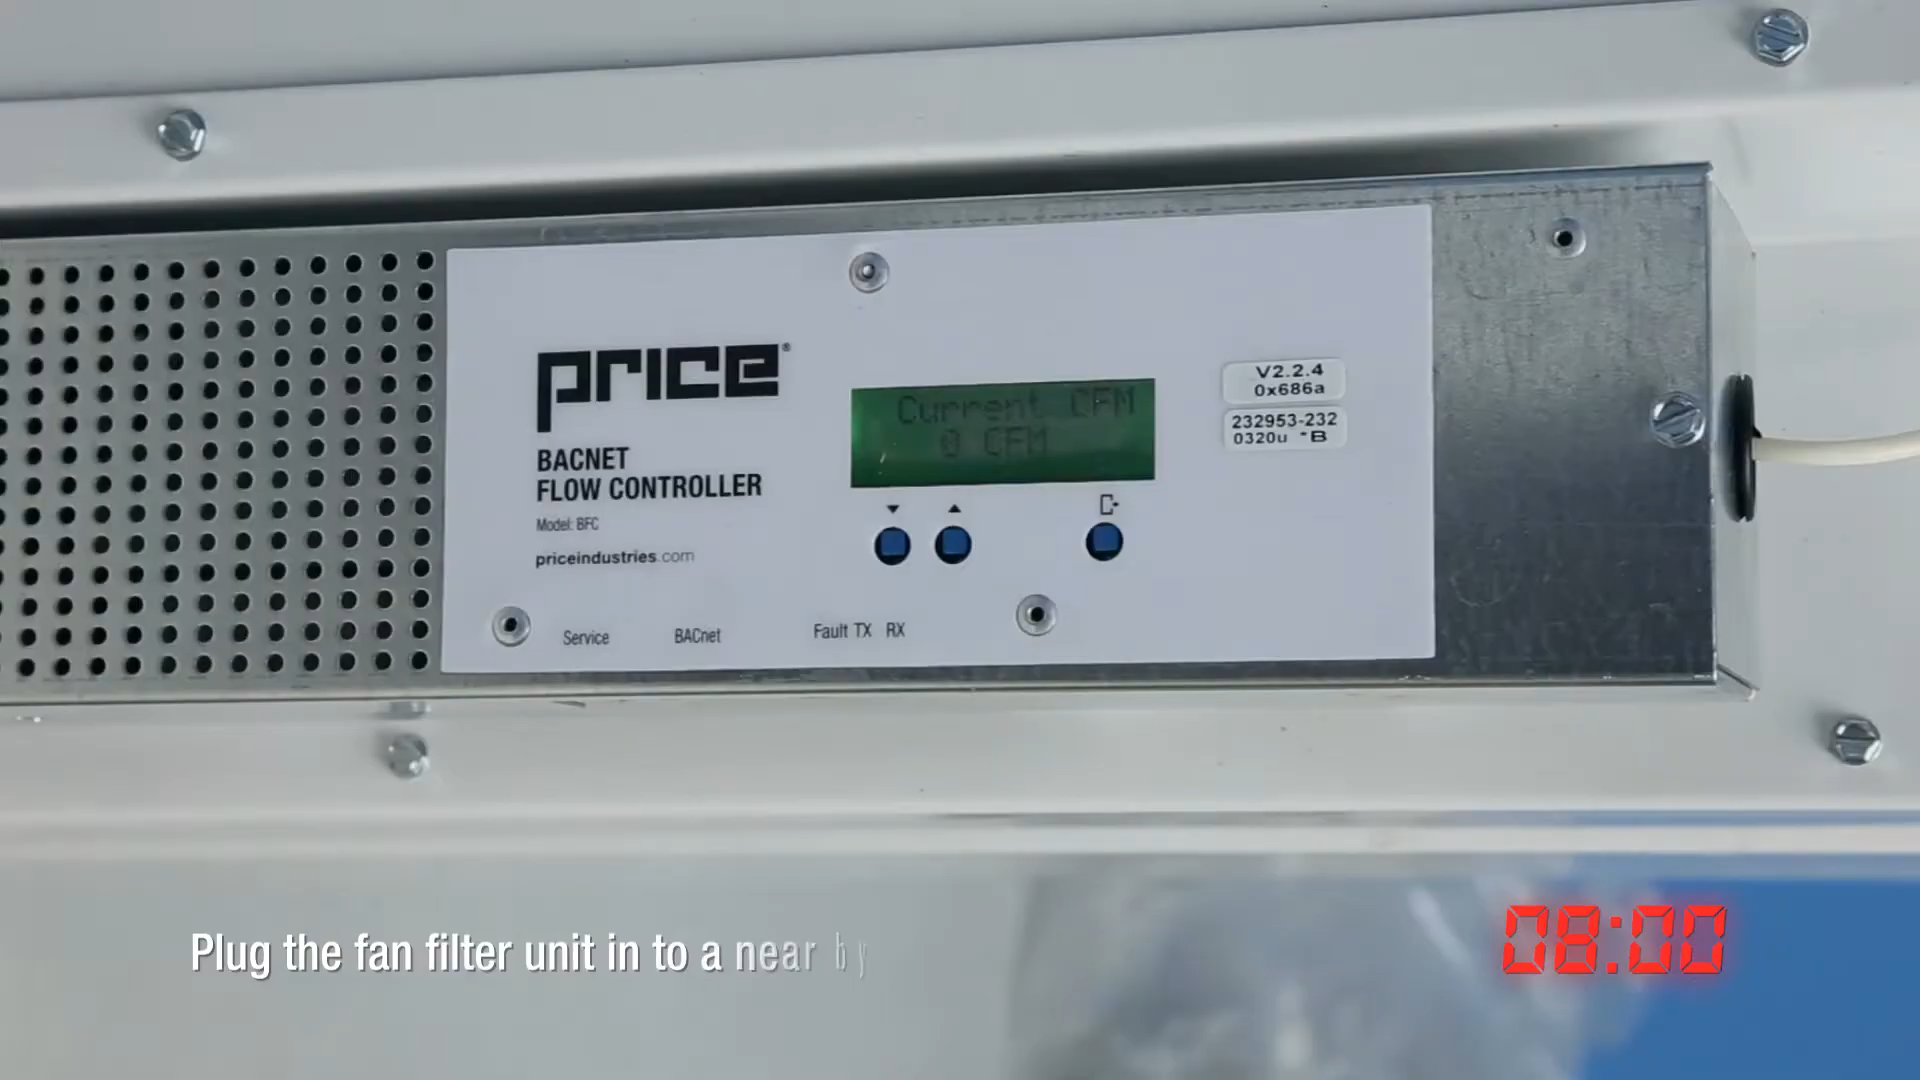 price®
BACNET
FLOW CONTROLLER
Model: BFC
priceindustries.com
Current CFM
0 CFM
V2.2.4
0x686a
232953-232
0320u *B
Service
BACnet
Fault TX RX
Plug the fan filter unit in to a near by
08:00